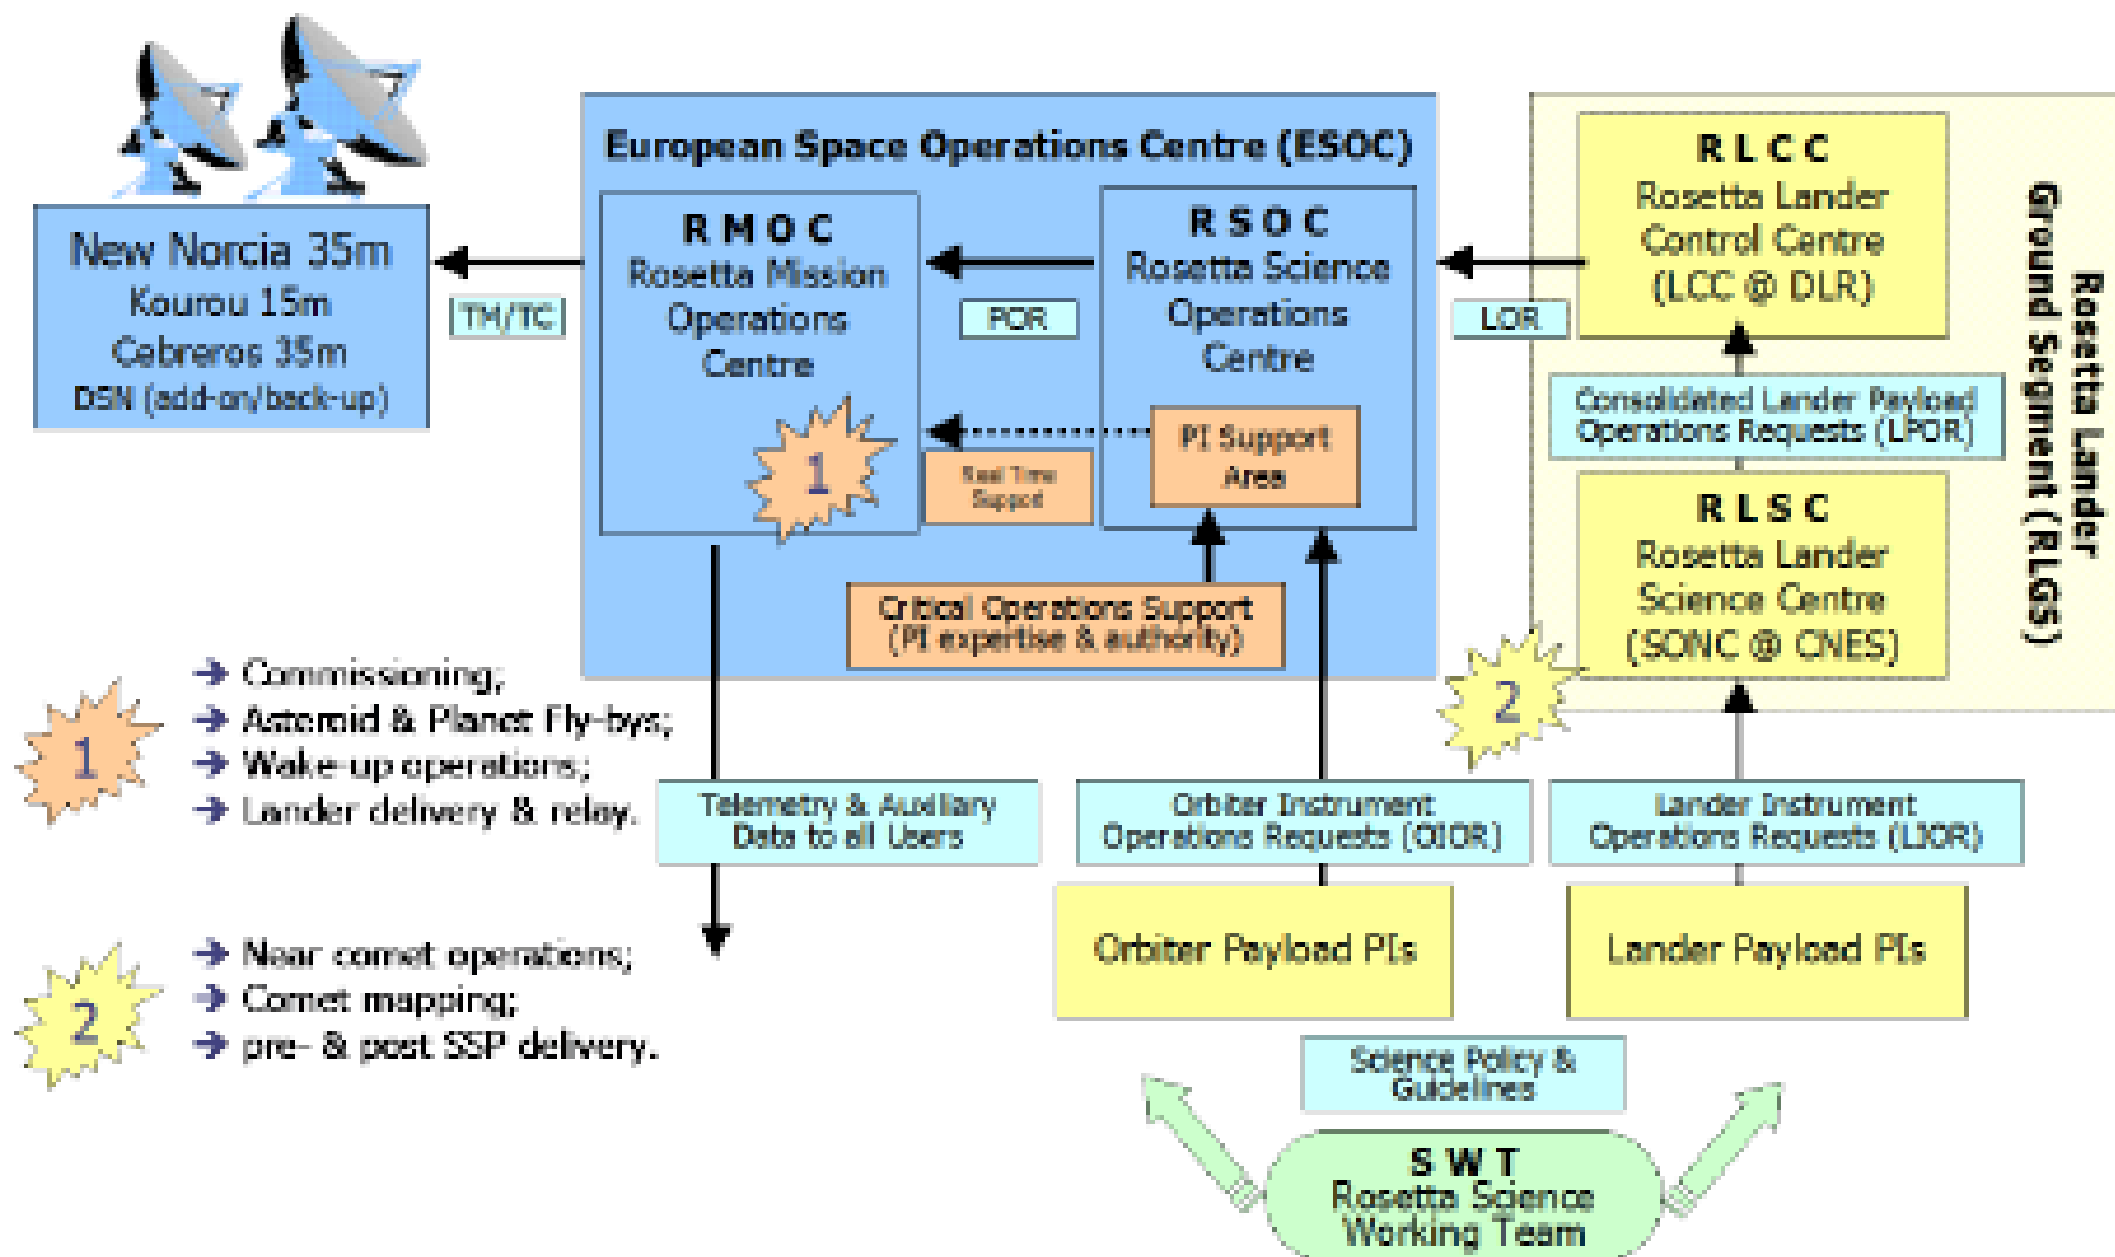 European Space Operations Centre (ESOC)
New Norcia 35m
Kourou 15m
Cebreros 35m
DSN (add-on/back-up)
TM/TC
R M O C
Rosetta Mission
Operations
Centre
1
POR
R S O C
Rosetta Science
Operations
Centre
PI Support
Area
Real Time
Support
Critical Operations Support
(PI expertise & authority)
LOR
R L C C
Rosetta Lander
Control Centre
(LCC @ DLR)
Consolidated Lander Payload
Operations Requests (LPOR)
R L S C
Rosetta Lander
Science Centre
(SONC @ CNES)
2
Rosetta Lander
Ground Segment (RLGS)
1
→ Commissioning;
→ Asteroid & Planet Fly-bys;
→ Wake-up operations;
→ Lander delivery & relay.
2
→ Near comet operations;
→ Comet mapping;
→ pre- & post SSP delivery.
Telemetry & Auxiliary
Data to all Users
Orbiter Instrument
Operations Requests (OIOR)
Lander Instrument
Operations Requests (LIOR)
Orbiter Payload PIs
Lander Payload PIs
Science Policy &
Guidelines
S W T
Rosetta Science
Working Team